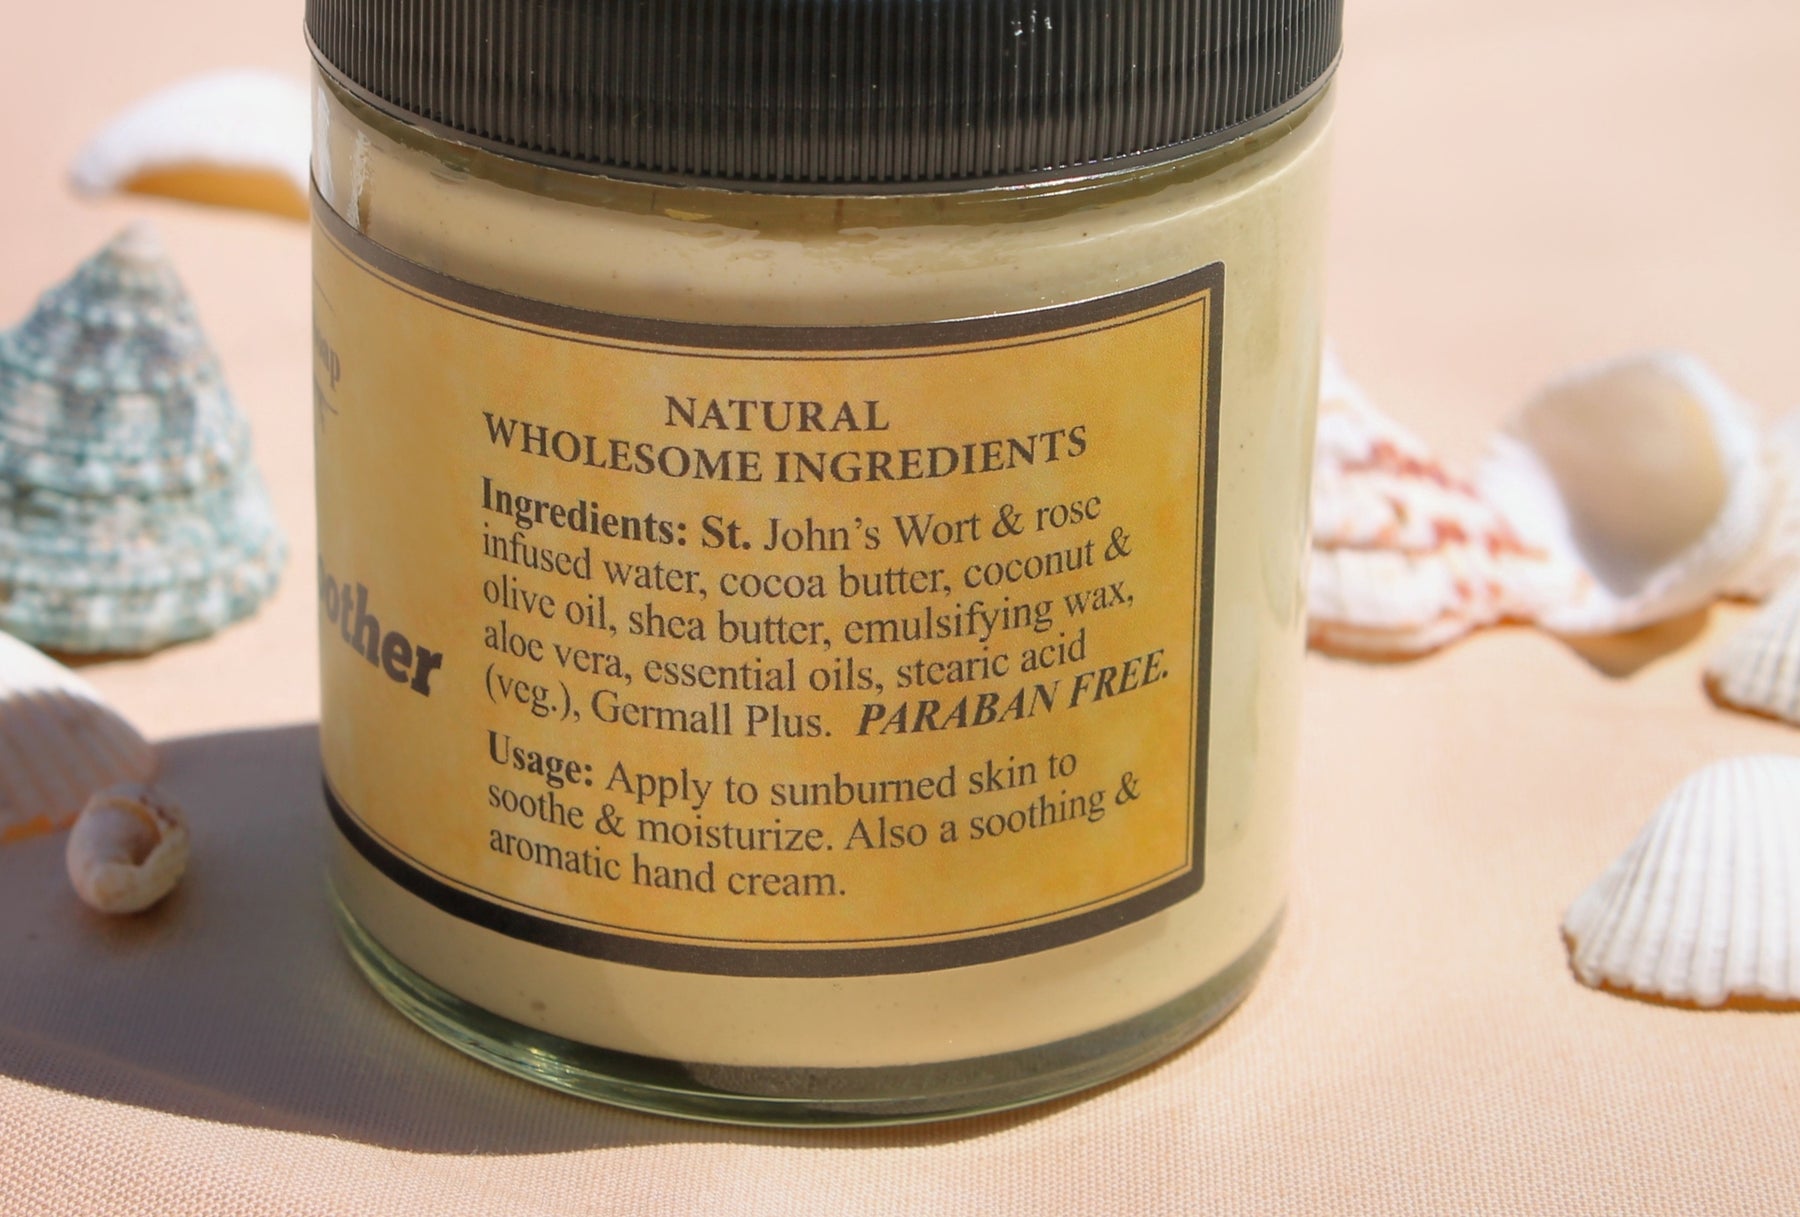 NATURAL
WHOLESOME INGREDIENTS
Ingredients: St. John's Wort & rose
infused water, cocoa butter, coconut &
olive oil, shea butter, emulsifying wax,
aloe vera, essential oils, stearic acid
(veg.), Germall Plus. PARABAN FREE.
Usage: Apply to sunburned skin to
soothe & moisturize. Also a soothing &
aromatic hand cream.